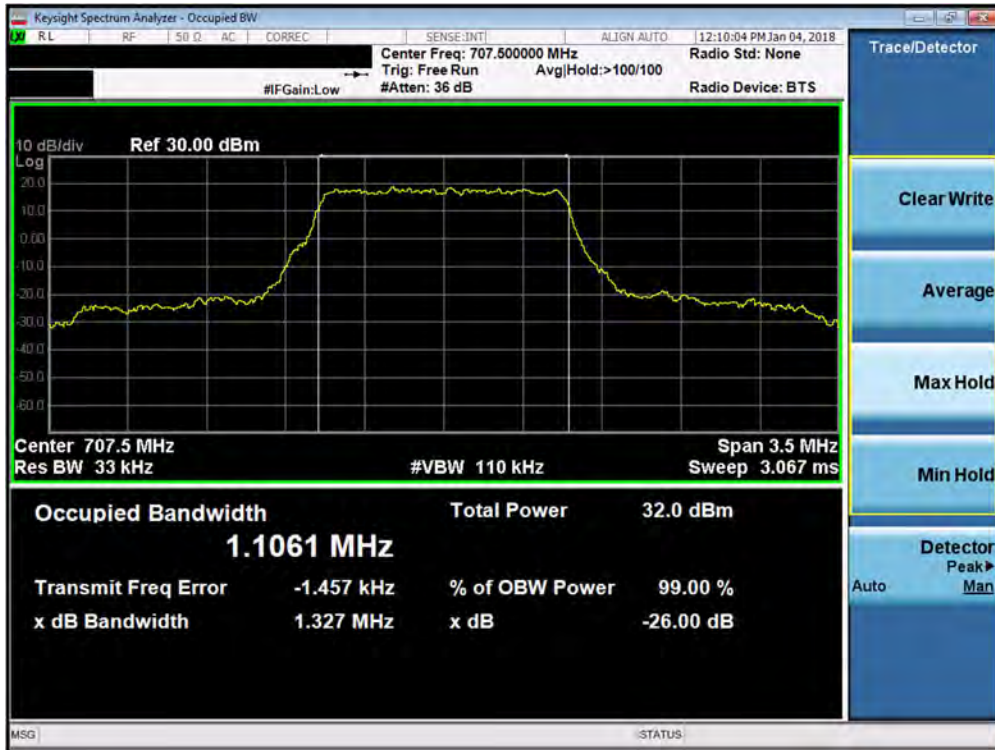 Keysight Spectrum Analyzer - Occupied BW
LXI RL RF 50 Ω AC CORREC SENSE:INT ALIGN AUTO 12:10:04 PM Jan 04, 2018
Center Freq: 707.500000 MHz Radio Std: None
Trig: Free Run Avg|Hold:>100/100
#IFGain:Low #Atten: 36 dB Radio Device: BTS
Trace/Detector
10 dB/div Ref 30.00 dBm
Log
20.0
10.0
0.00
-10.0
-20.0
-30.0
-40.0
-50.0
-60.0
Center 707.5 MHz Span 3.5 MHz
Res BW 33 kHz #VBW 110 kHz Sweep 3.067 ms
Occupied Bandwidth Total Power 32.0 dBm
1.1061 MHz
Transmit Freq Error -1.457 kHz % of OBW Power 99.00 %
x dB Bandwidth 1.327 MHz x dB -26.00 dB
Clear Write
Average
Max Hold
Min Hold
Detector
Peak▶
Auto Man
MSG STATUS